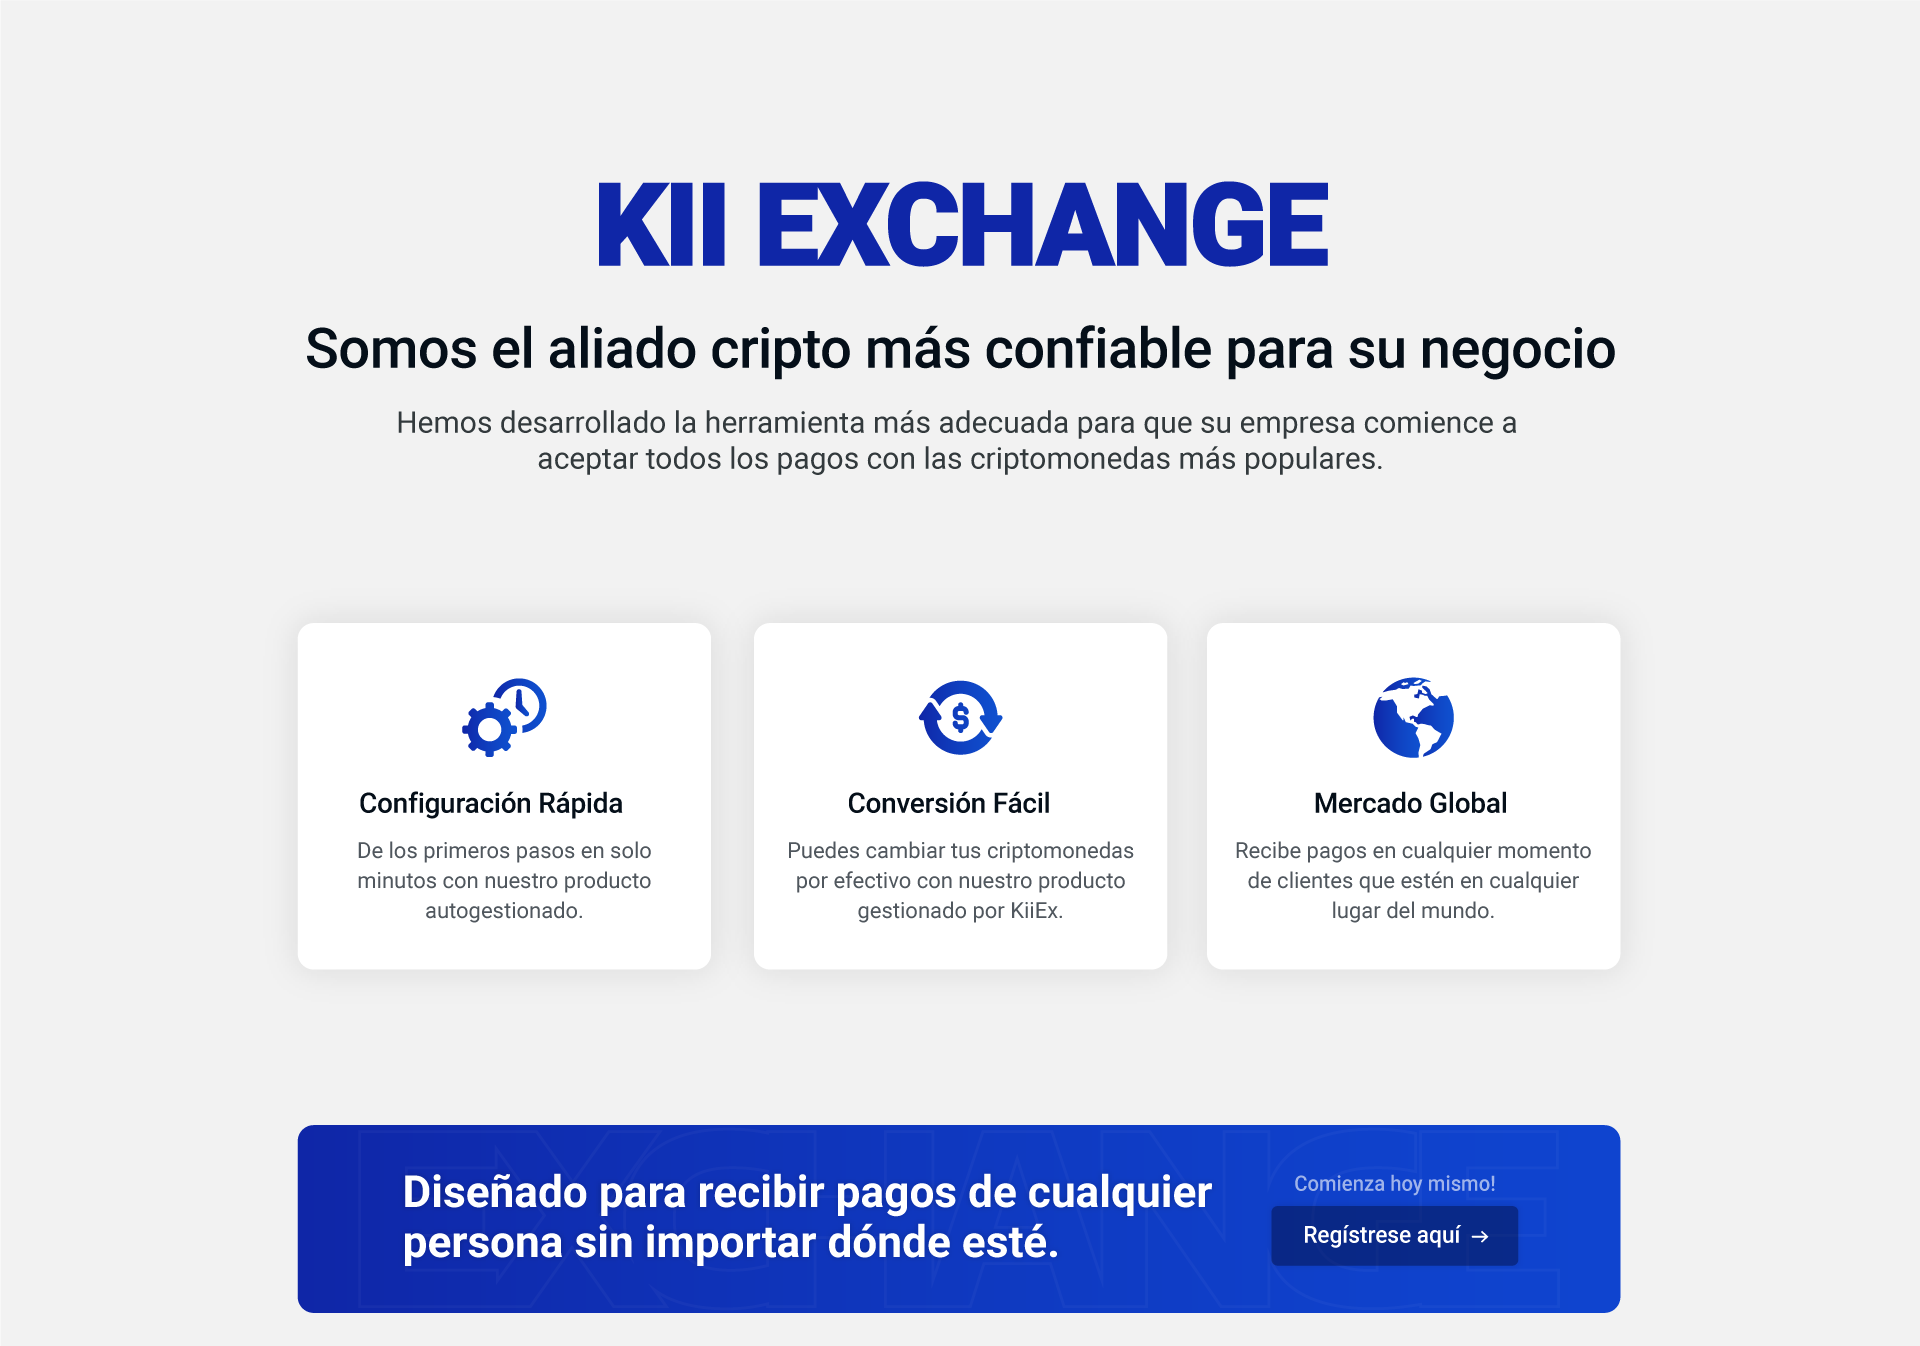 KII EXCHANGE
Somos el aliado cripto más confiable para su negocio
Hemos desarrollado la herramienta más adecuada para que su empresa comience a
aceptar todos los pagos con las criptomonedas más populares.
$
Configuración Rápida
De los primeros pasos en solo
minutos con nuestro producto
autogestionado.
Conversión Fácil
Puedes cambiar tus criptomonedas
por efectivo con nuestro producto
gestionado por KiiEx.
Mercado Global
Recibe pagos en cualquier momento
de clientes que estén en cualquier
lugar del mundo.
EXCHANGE
Diseñado para recibir pagos de cualquier
persona sin importar dónde esté.
Comienza hoy mismo!
Regístrese aquí →